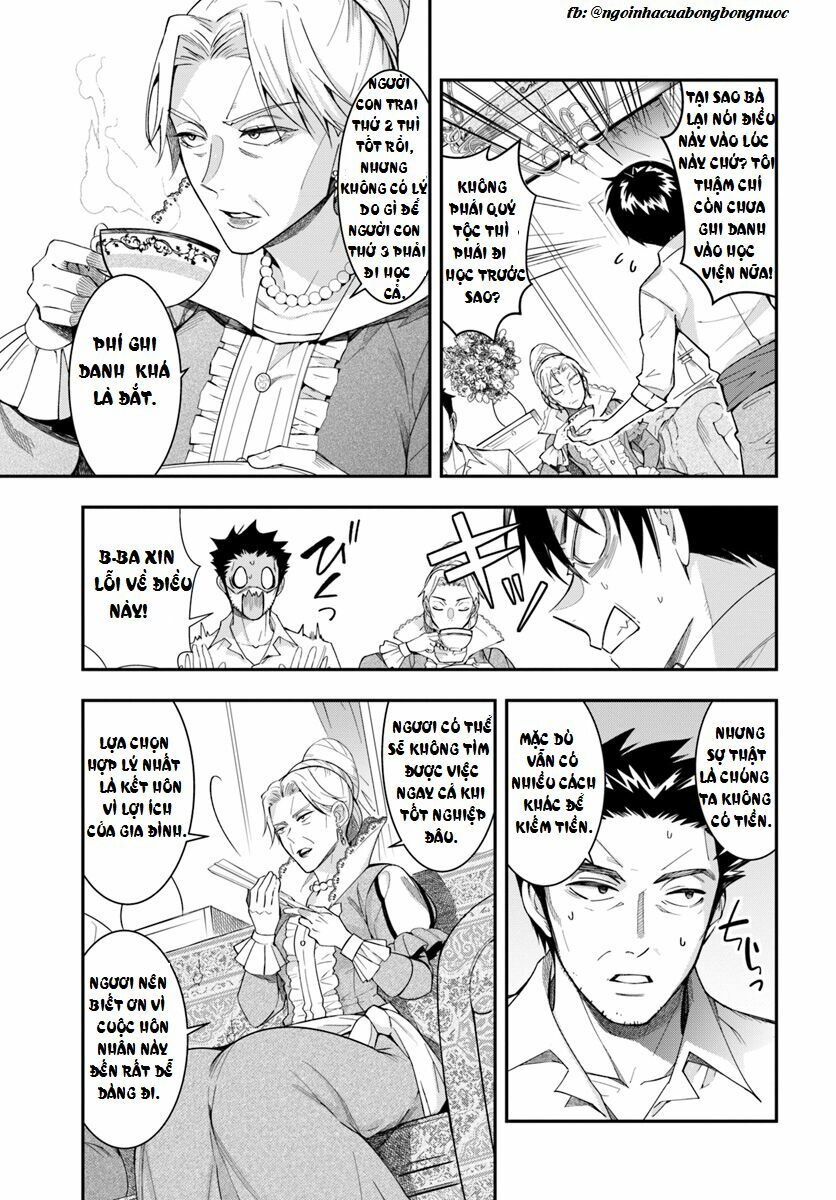 fb: @ngoinhacuabongbongnuoc
TẠI SAO BÀ
LẠI NÓI ĐIỀU
NÀY VÀO LÚC
NÀY CHỨ? TÔI
THẬM CHÍ
CÒN CHƯA
GHI DANH
VÀO HỌC
VIỆN NỮA!
KHÔNG
PHẢI QUÝ
TỘC THÌ
PHẢI ĐI
HỌC TRƯỚC
SAO?
NGƯỜI
CON TRAI
THỨ 2 THÌ
TỐT RỒI,
NHƯNG
KHÔNG CÓ LÝ
DO GÌ ĐỂ
NGƯỜI CON
THỨ 3 PHẢI
ĐI HỌC
CẢ.
PHÍ GHI
DANH KHÁ
LÀ ĐẮT.
キッ
びく
B-BA XIN
LỖI VỀ ĐIỀU
NÀY!
NHƯNG
SỰ THẬT
LÀ CHÚNG
TA KHÔNG
CÓ TIỀN.
MẶC DÙ
VẪN CÓ
NHIỀU CÁCH
KHÁC ĐỂ
KIẾM TIỀN.
ぢっ
NGƯƠI CÓ THỂ
SẼ KHÔNG TÌM
ĐƯỢC VIỆC
NGAY CẢ KHI
TỐT NGHIỆP
ĐÂU.
LỰA CHỌN
HỢP LÝ NHẤT
LÀ KẾT HÔN
VÌ LỢI ÍCH
CỦA GIA ĐÌNH.
NGƯƠI NÊN
BIẾT ƠN VÌ
CUỘC HÔN
NHÂN NÀY
ĐẾN RẤT DỄ
DÀNG ĐI.